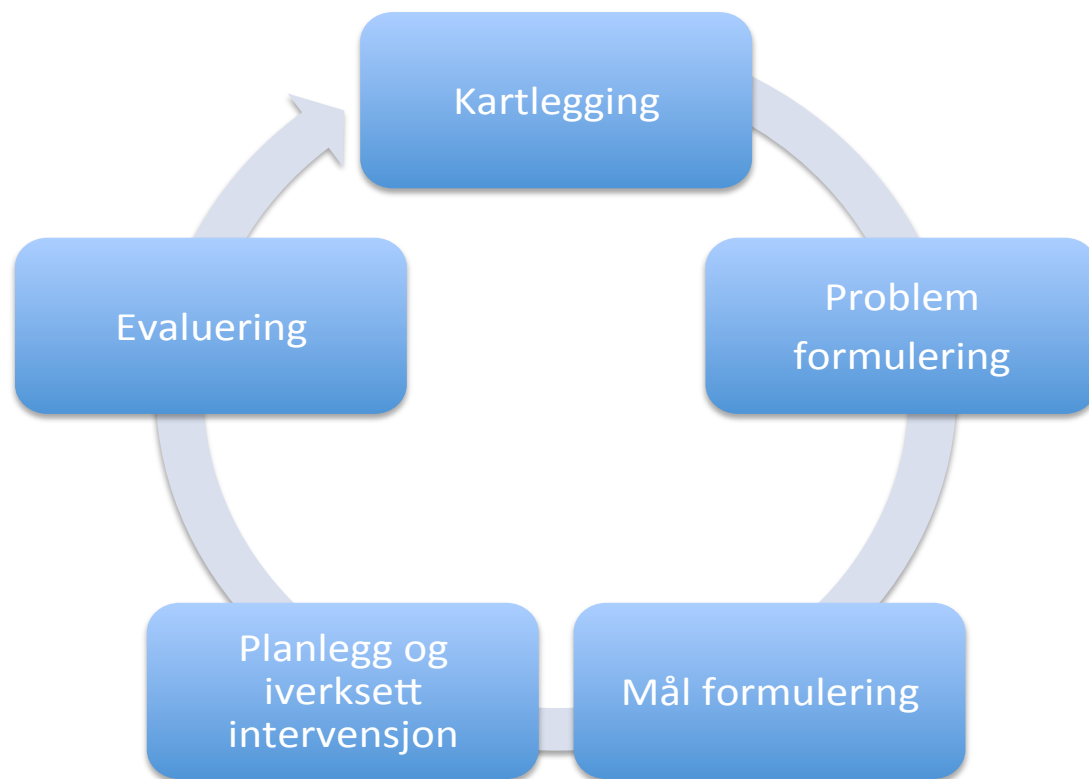 Kartlegging
Problem
formulering
Mål formulering
Planlegg og
iverksett
intervensjon
Evaluering